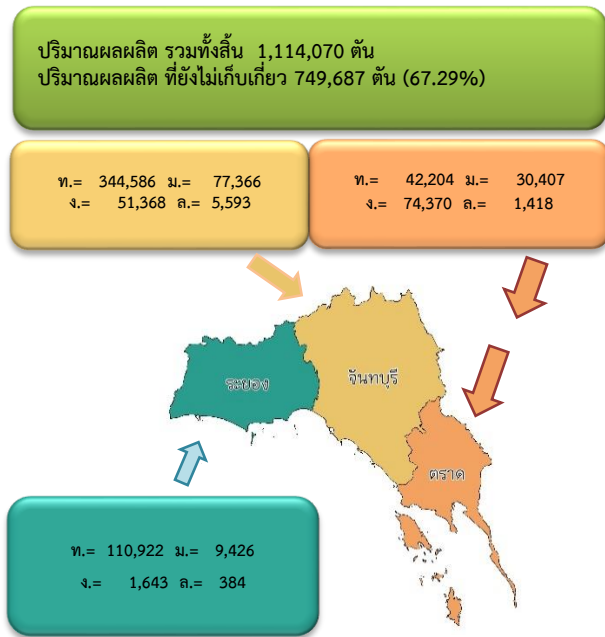 ปริมาณผลผลิต รวมทั้งสิ้น 1,114,070 ตัน
ปริมาณผลผลิต ที่ยังไม่เก็บเกี่ยว 749,687 ตัน (67.29%)
ท.= 344,586 ม.= 77,366
ง.= 51,368 ล.= 5,593
ท.= 42,204 ม.= 30,407
ง.= 74,370 ล.= 1,418
ระยอง
จันทบุรี
ตราด
ท.= 110,922 ม.= 9,426
ง.= 1,643 ล.= 384